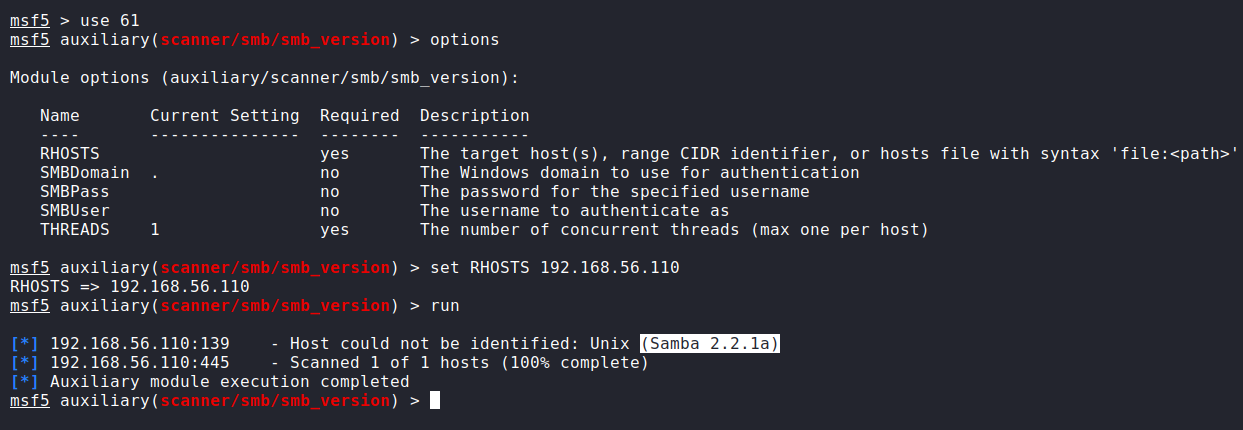 msf5 > use 61
msf5 auxiliary(scanner/smb/smb_version) > options
Module options (auxiliary/scanner/smb/smb_version):
Name Current Setting Required Description
---- --------------- -------- -----------
RHOSTS yes The target host(s), range CIDR identifier, or hosts file with syntax 'file:<path>'
SMBDomain . no The Windows domain to use for authentication
SMBPass no The password for the specified username
SMBUser no The username to authenticate as
THREADS 1 yes The number of concurrent threads (max one per host)
msf5 auxiliary(scanner/smb/smb_version) > set RHOSTS 192.168.56.110
RHOSTS => 192.168.56.110
msf5 auxiliary(scanner/smb/smb_version) > run
[*] 192.168.56.110:139 - Host could not be identified: Unix (Samba 2.2.1a)
[*] 192.168.56.110:445 - Scanned 1 of 1 hosts (100% complete)
[*] Auxiliary module execution completed
msf5 auxiliary(scanner/smb/smb_version) >